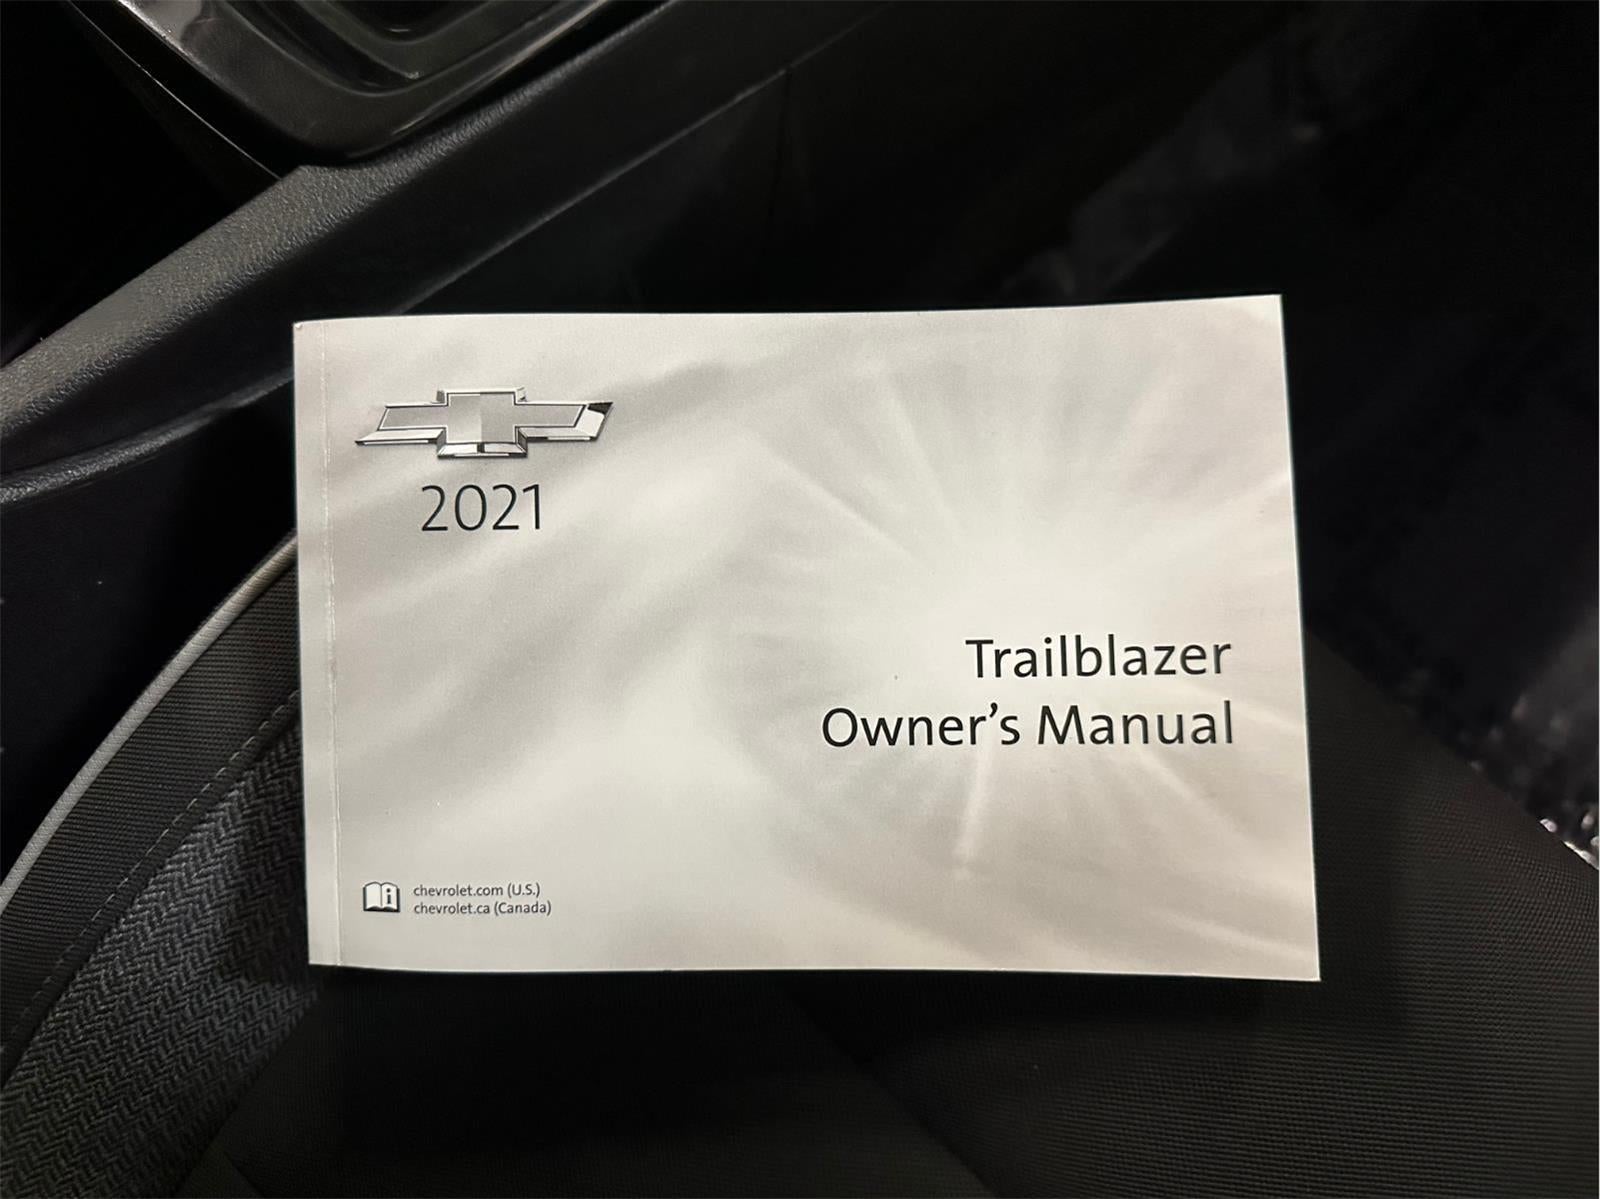 2021
Trailblazer
Owner’s Manual
chevrolet.com (U.S.)
chevrolet.ca (Canada)